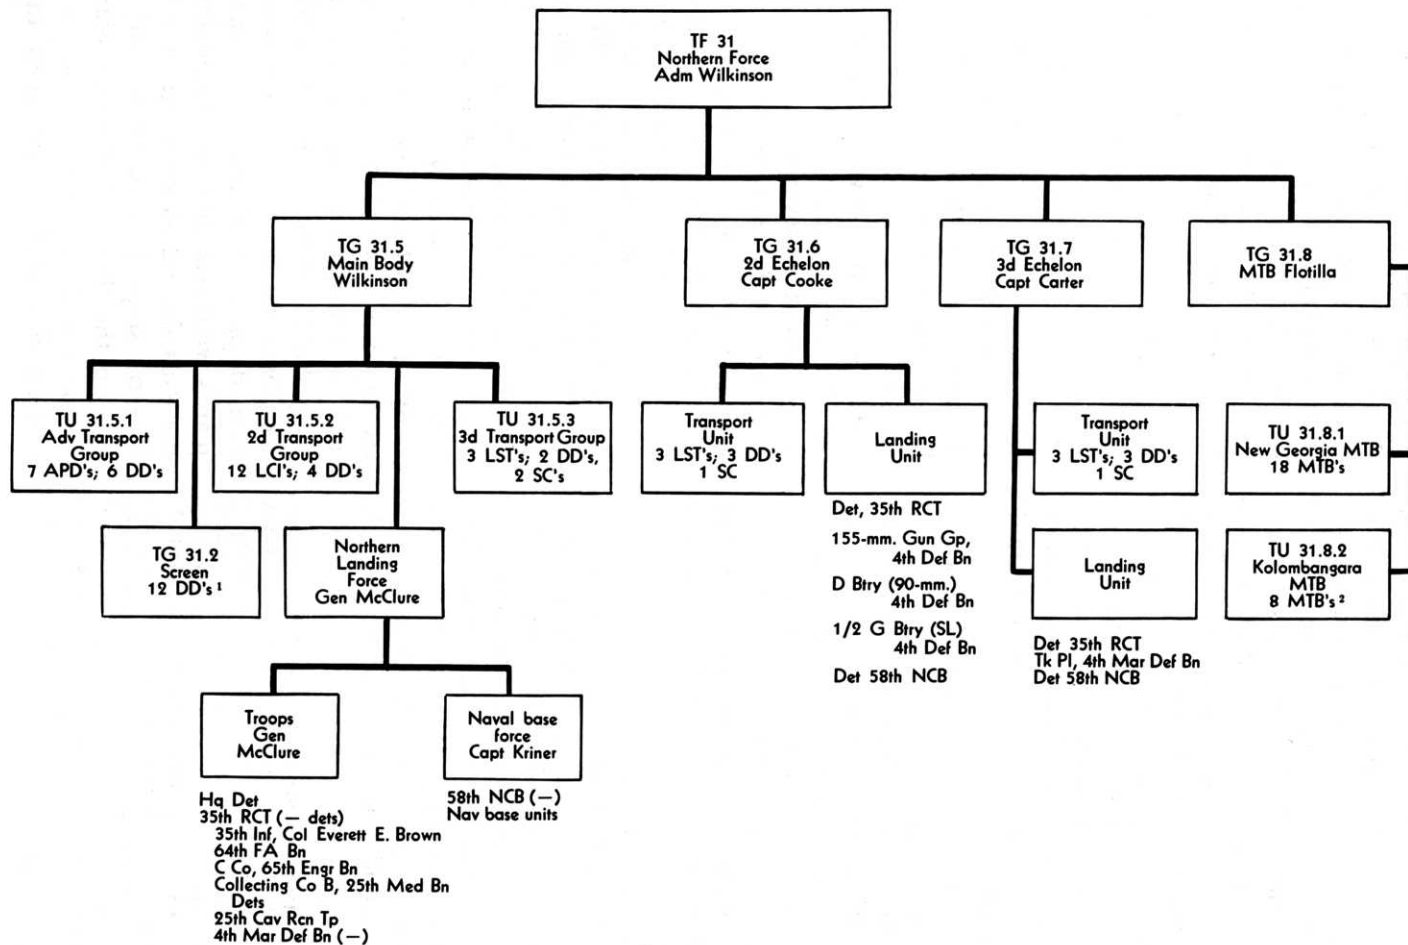 TF 31
Northern Force
Adm Wilkinson
TG 31.5
Main Body
Wilkinson
TG 31.6
2d Echelon
Capt Cooke
TG 31.7
3d Echelon
Capt Carter
TG 31.8
MTB Flotilla
TU 31.5.1
Adv Transport
Group
7 APD's; 6 DD's
TU 31.5.2
2d Transport
Group
12 LCI's; 4 DD's
TU 31.5.3
3d Transport Group
3 LST's; 2 DD's,
2 SC's
TG 31.2
Screen
12 DD's ¹
Northern
Landing
Force
Gen McClure
Troops
Gen
McClure
Hq Det
35th RCT (— dets)
35th Inf, Col Everett E. Brown
64th FA Bn
C Co, 65th Engr Bn
Collecting Co B, 25th Med Bn
Dets
25th Cav Rcn Tp
4th Mar Def Bn (—)
Naval base
force
Capt Kriner
58th NCB (—)
Nav base units
Transport
Unit
3 LST's; 3 DD's
1 SC
Landing
Unit
Det, 35th RCT
155-mm. Gun Gp,
4th Def Bn
D Btry (90-mm.)
4th Def Bn
1/2 G Btry (SL)
4th Def Bn
Det 58th NCB
Transport
Unit
3 LST's; 3 DD's
1 SC
Landing
Unit
Det 35th RCT
Tk Pl, 4th Mar Def Bn
Det 58th NCB
TU 31.8.1
New Georgia MTB
18 MTB's
TU 31.8.2
Kolombangara
MTB
8 MTB's ²